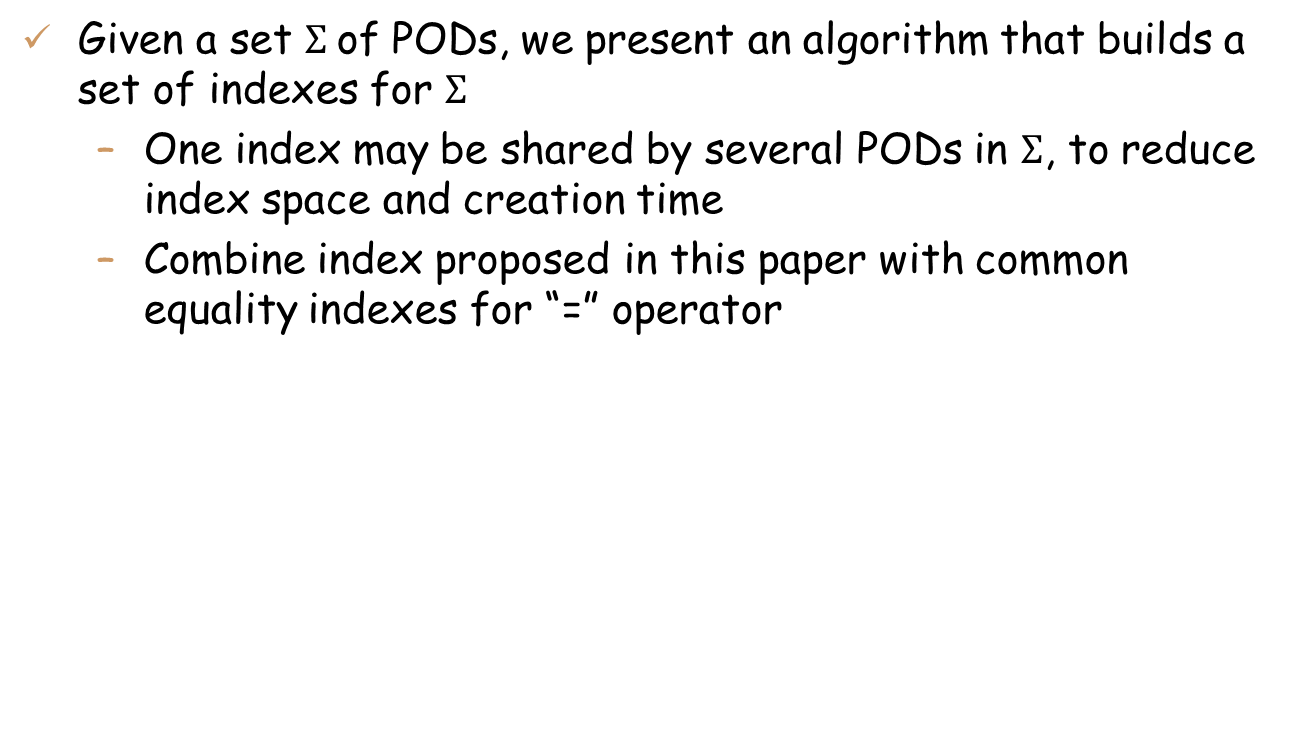 ✓ Given a set Σ of PODs, we present an algorithm that builds a
set of indexes for Σ
– One index may be shared by several PODs in Σ, to reduce
index space and creation time
– Combine index proposed in this paper with common
equality indexes for “=” operator